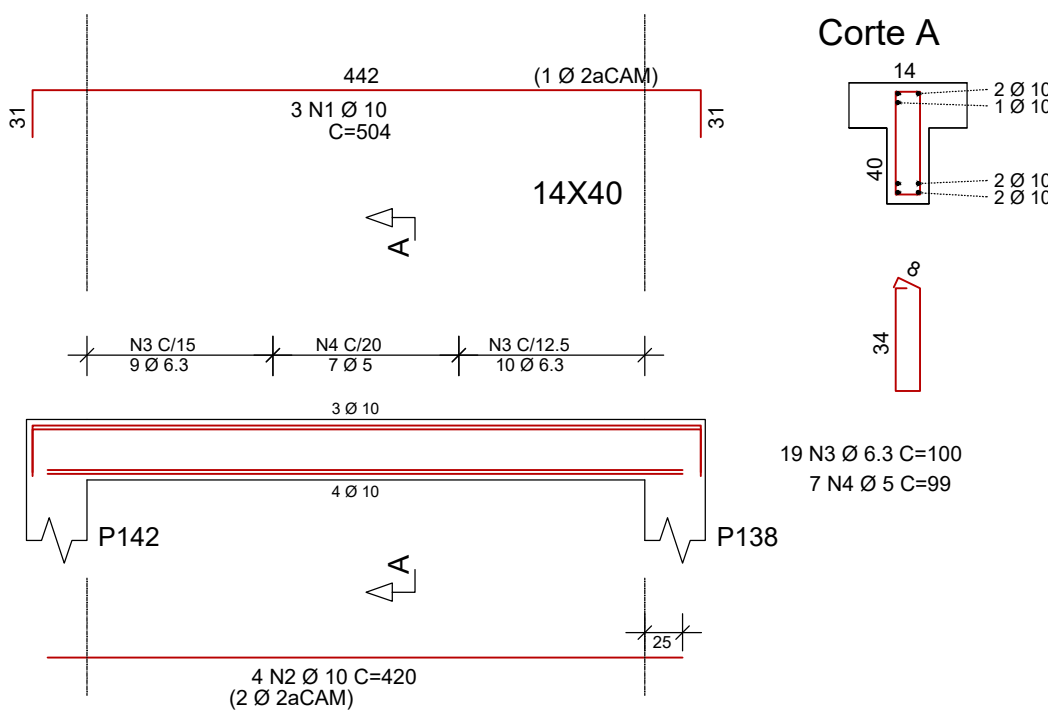 Corte A
442
(1 Ø 2aCAM)
31
3 N1 Ø 10
C=504
31
14
2 Ø 10
1 Ø 10
40
2 Ø 10
2 Ø 10
14X40
A
8
34
N3 C/15
9 Ø 6.3
N4 C/20
7 Ø 5
N3 C/12.5
10 Ø 6.3
3 Ø 10
4 Ø 10
19 N3 Ø 6.3 C=100
7 N4 Ø 5 C=99
P142
P138
A
25
4 N2 Ø 10 C=420
(2 Ø 2aCAM)